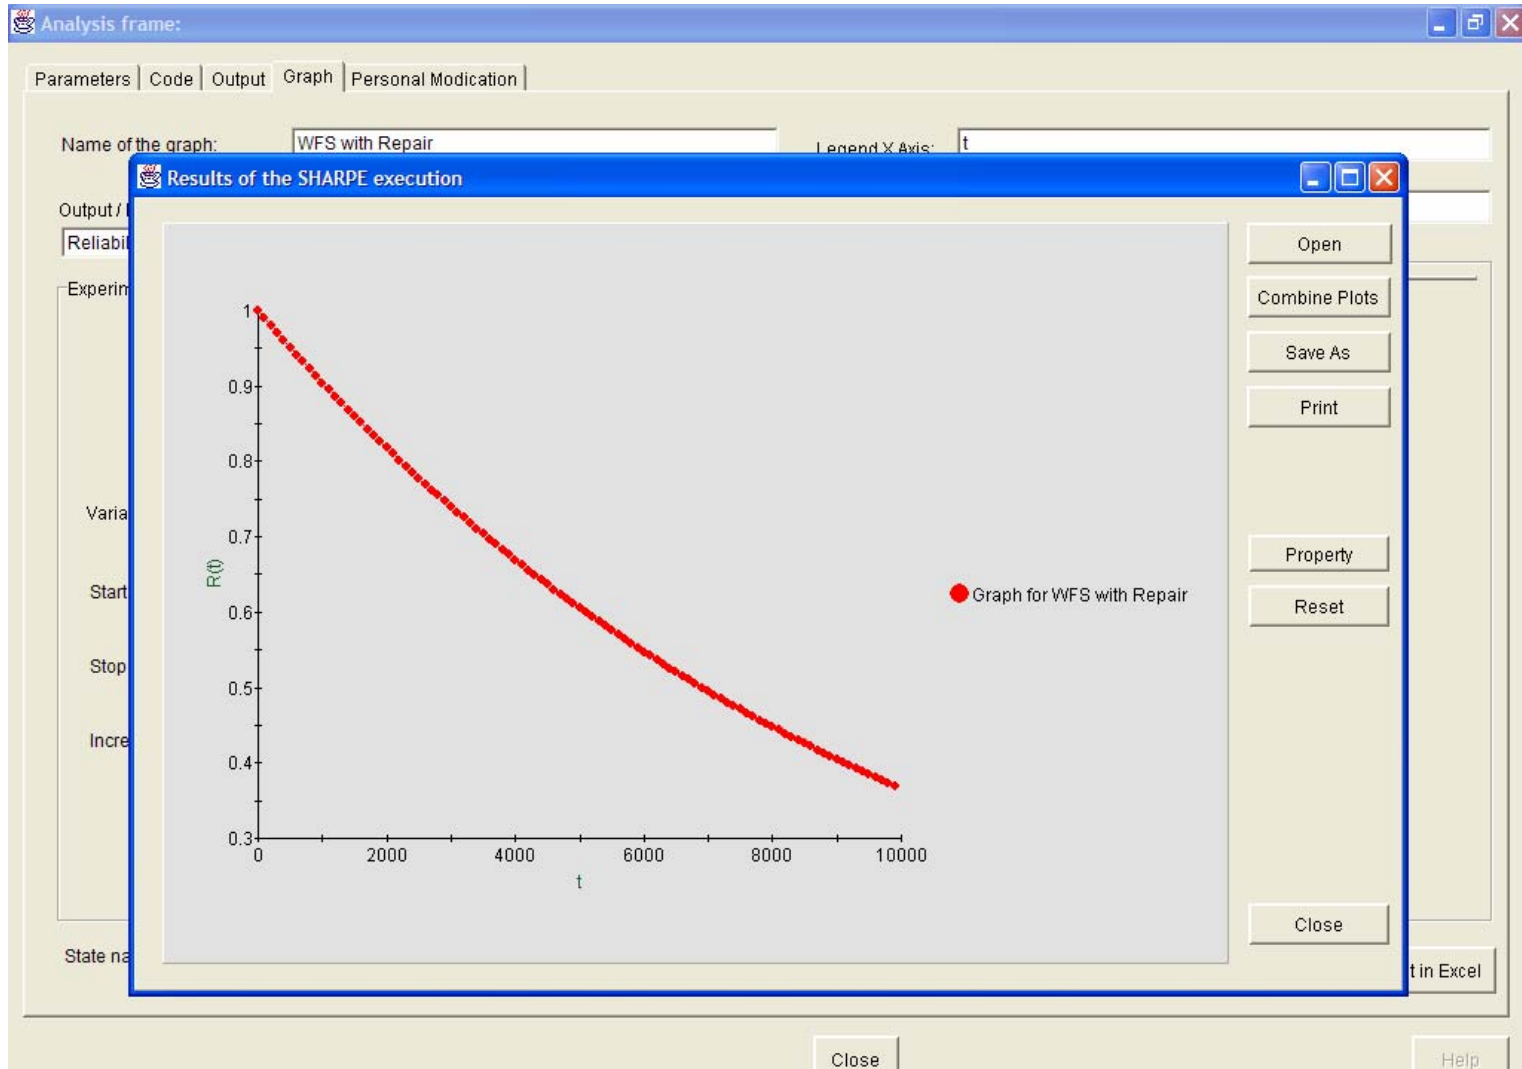 Analysis frame:
Parameters Code Output Graph Personal Modication
Name of the graph: WFS with Repair Legend X Axis: t
Results of the SHARPE execution
Output /
Reliabil
Experim
Varia
Start
Stop
Incre
State na
1
0.9
0.8
0.7
0.6
0.5
0.4
0.3
R(t)
0 2000 4000 6000 8000 10000
t
Graph for WFS with Repair
Open
Combine Plots
Save As
Print
Property
Reset
Close
t in Excel
Close
Help